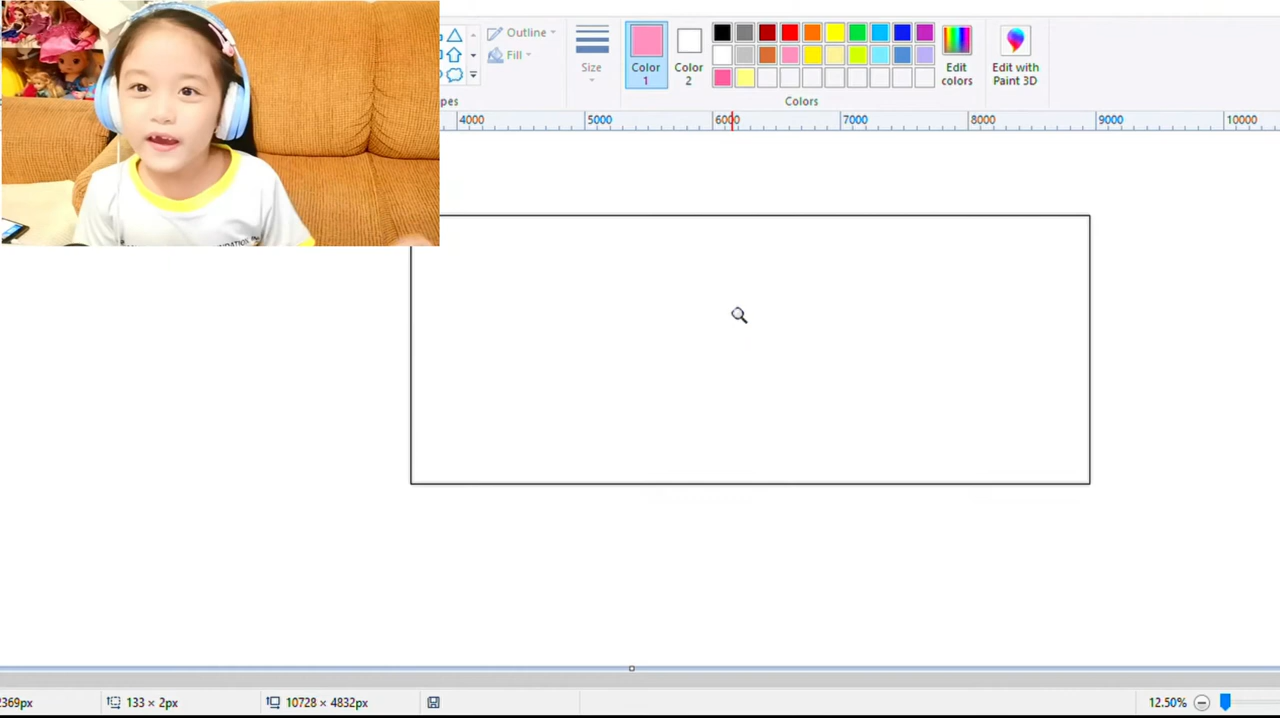 Outline
Fill
Size
Color 1
Color 2
Edit colors
Edit with Paint 3D
pes
Colors
4000 5000 6000 7000 8000 9000 10000
2369px 133 × 2px 10728 × 4832px 12.50%